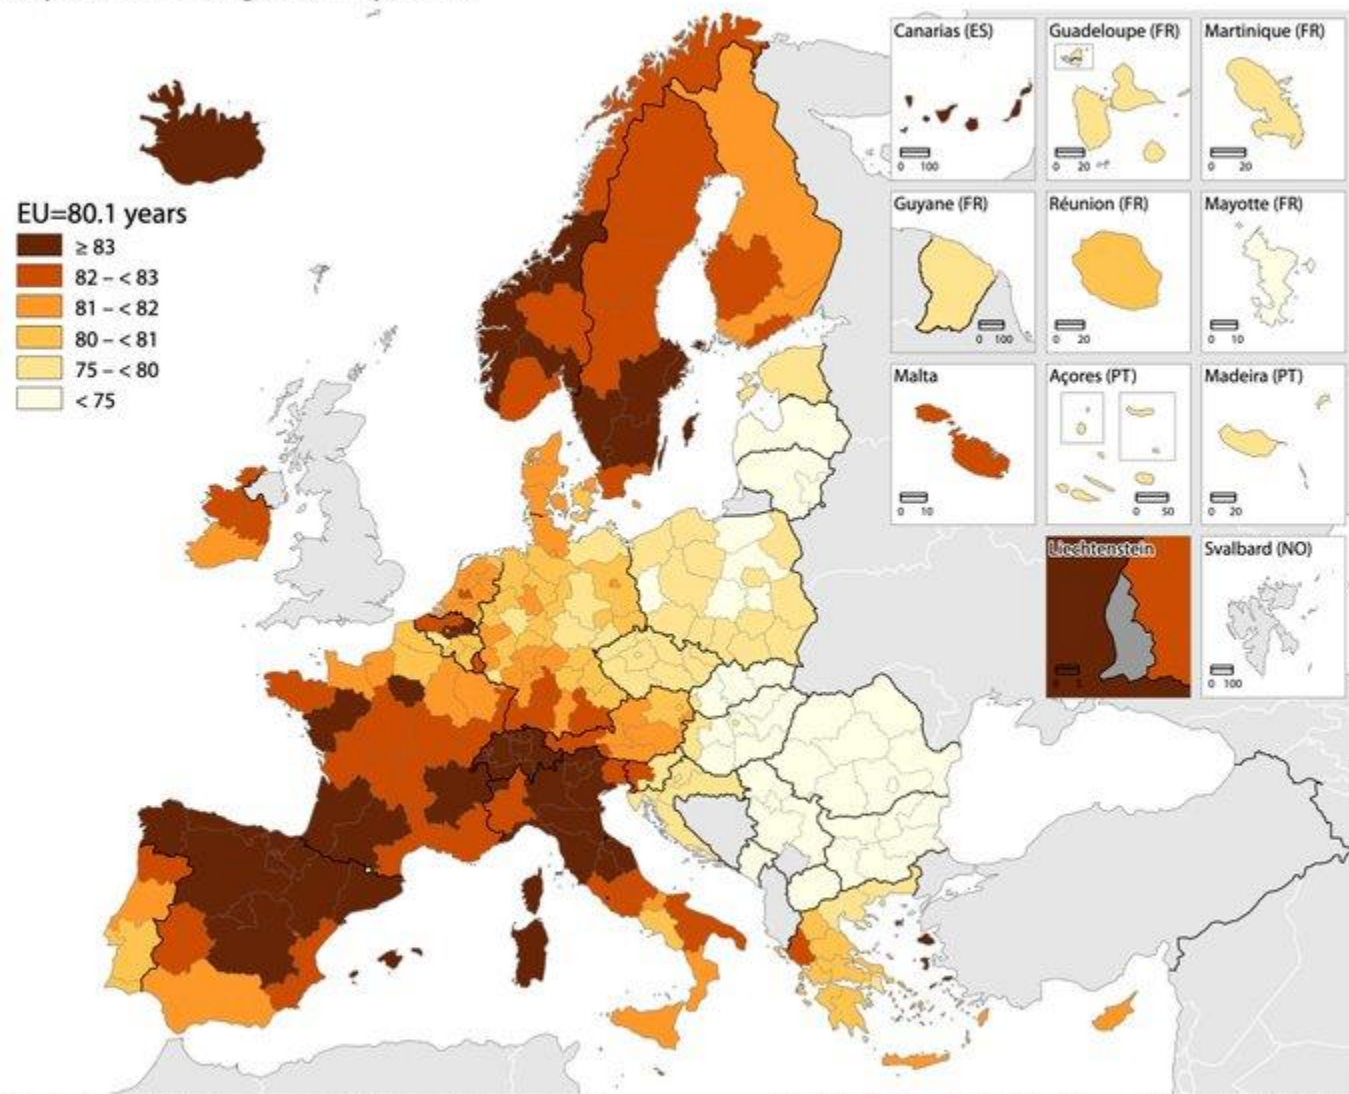 EU=80.1 years
≥ 83
82 – < 83
81 – < 82
80 – < 81
75 – < 80
< 75
Canarias (ES)
0 100
Guadeloupe (FR)
0 20
Martinique (FR)
0 20
Guyane (FR)
0 100
Réunion (FR)
0 20
Mayotte (FR)
0 10
Malta
0 10
Açores (PT)
0 50
Madeira (PT)
0 20
Liechtenstein
Svalbard (NO)
0 100